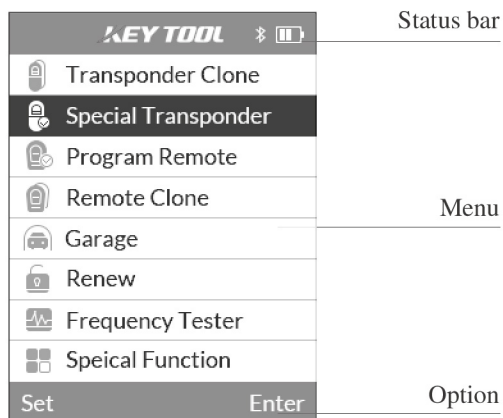 KEY TOOL
Status bar
Transponder Clone
Special Transponder
Program Remote
Remote Clone
Menu
Garage
Renew
Frequency Tester
Speical Function
Set Enter
Option